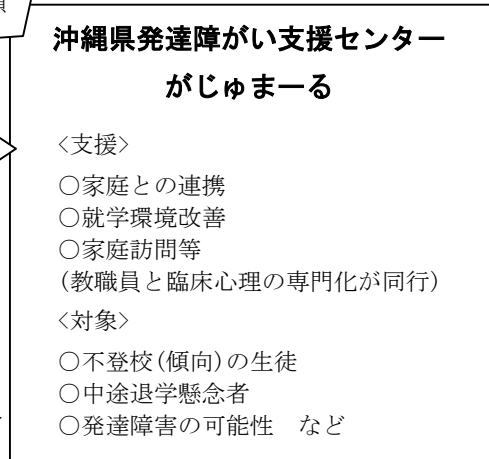 沖縄県発達障がい支援センター
がじゅまーる
<支援>
○家庭との連携
○就学環境改善
○家庭訪問等
(教職員と臨床心理の専門化が同行)
<対象>
○不登校(傾向)の生徒
○中途退学懸念者
○発達障害の可能性　など